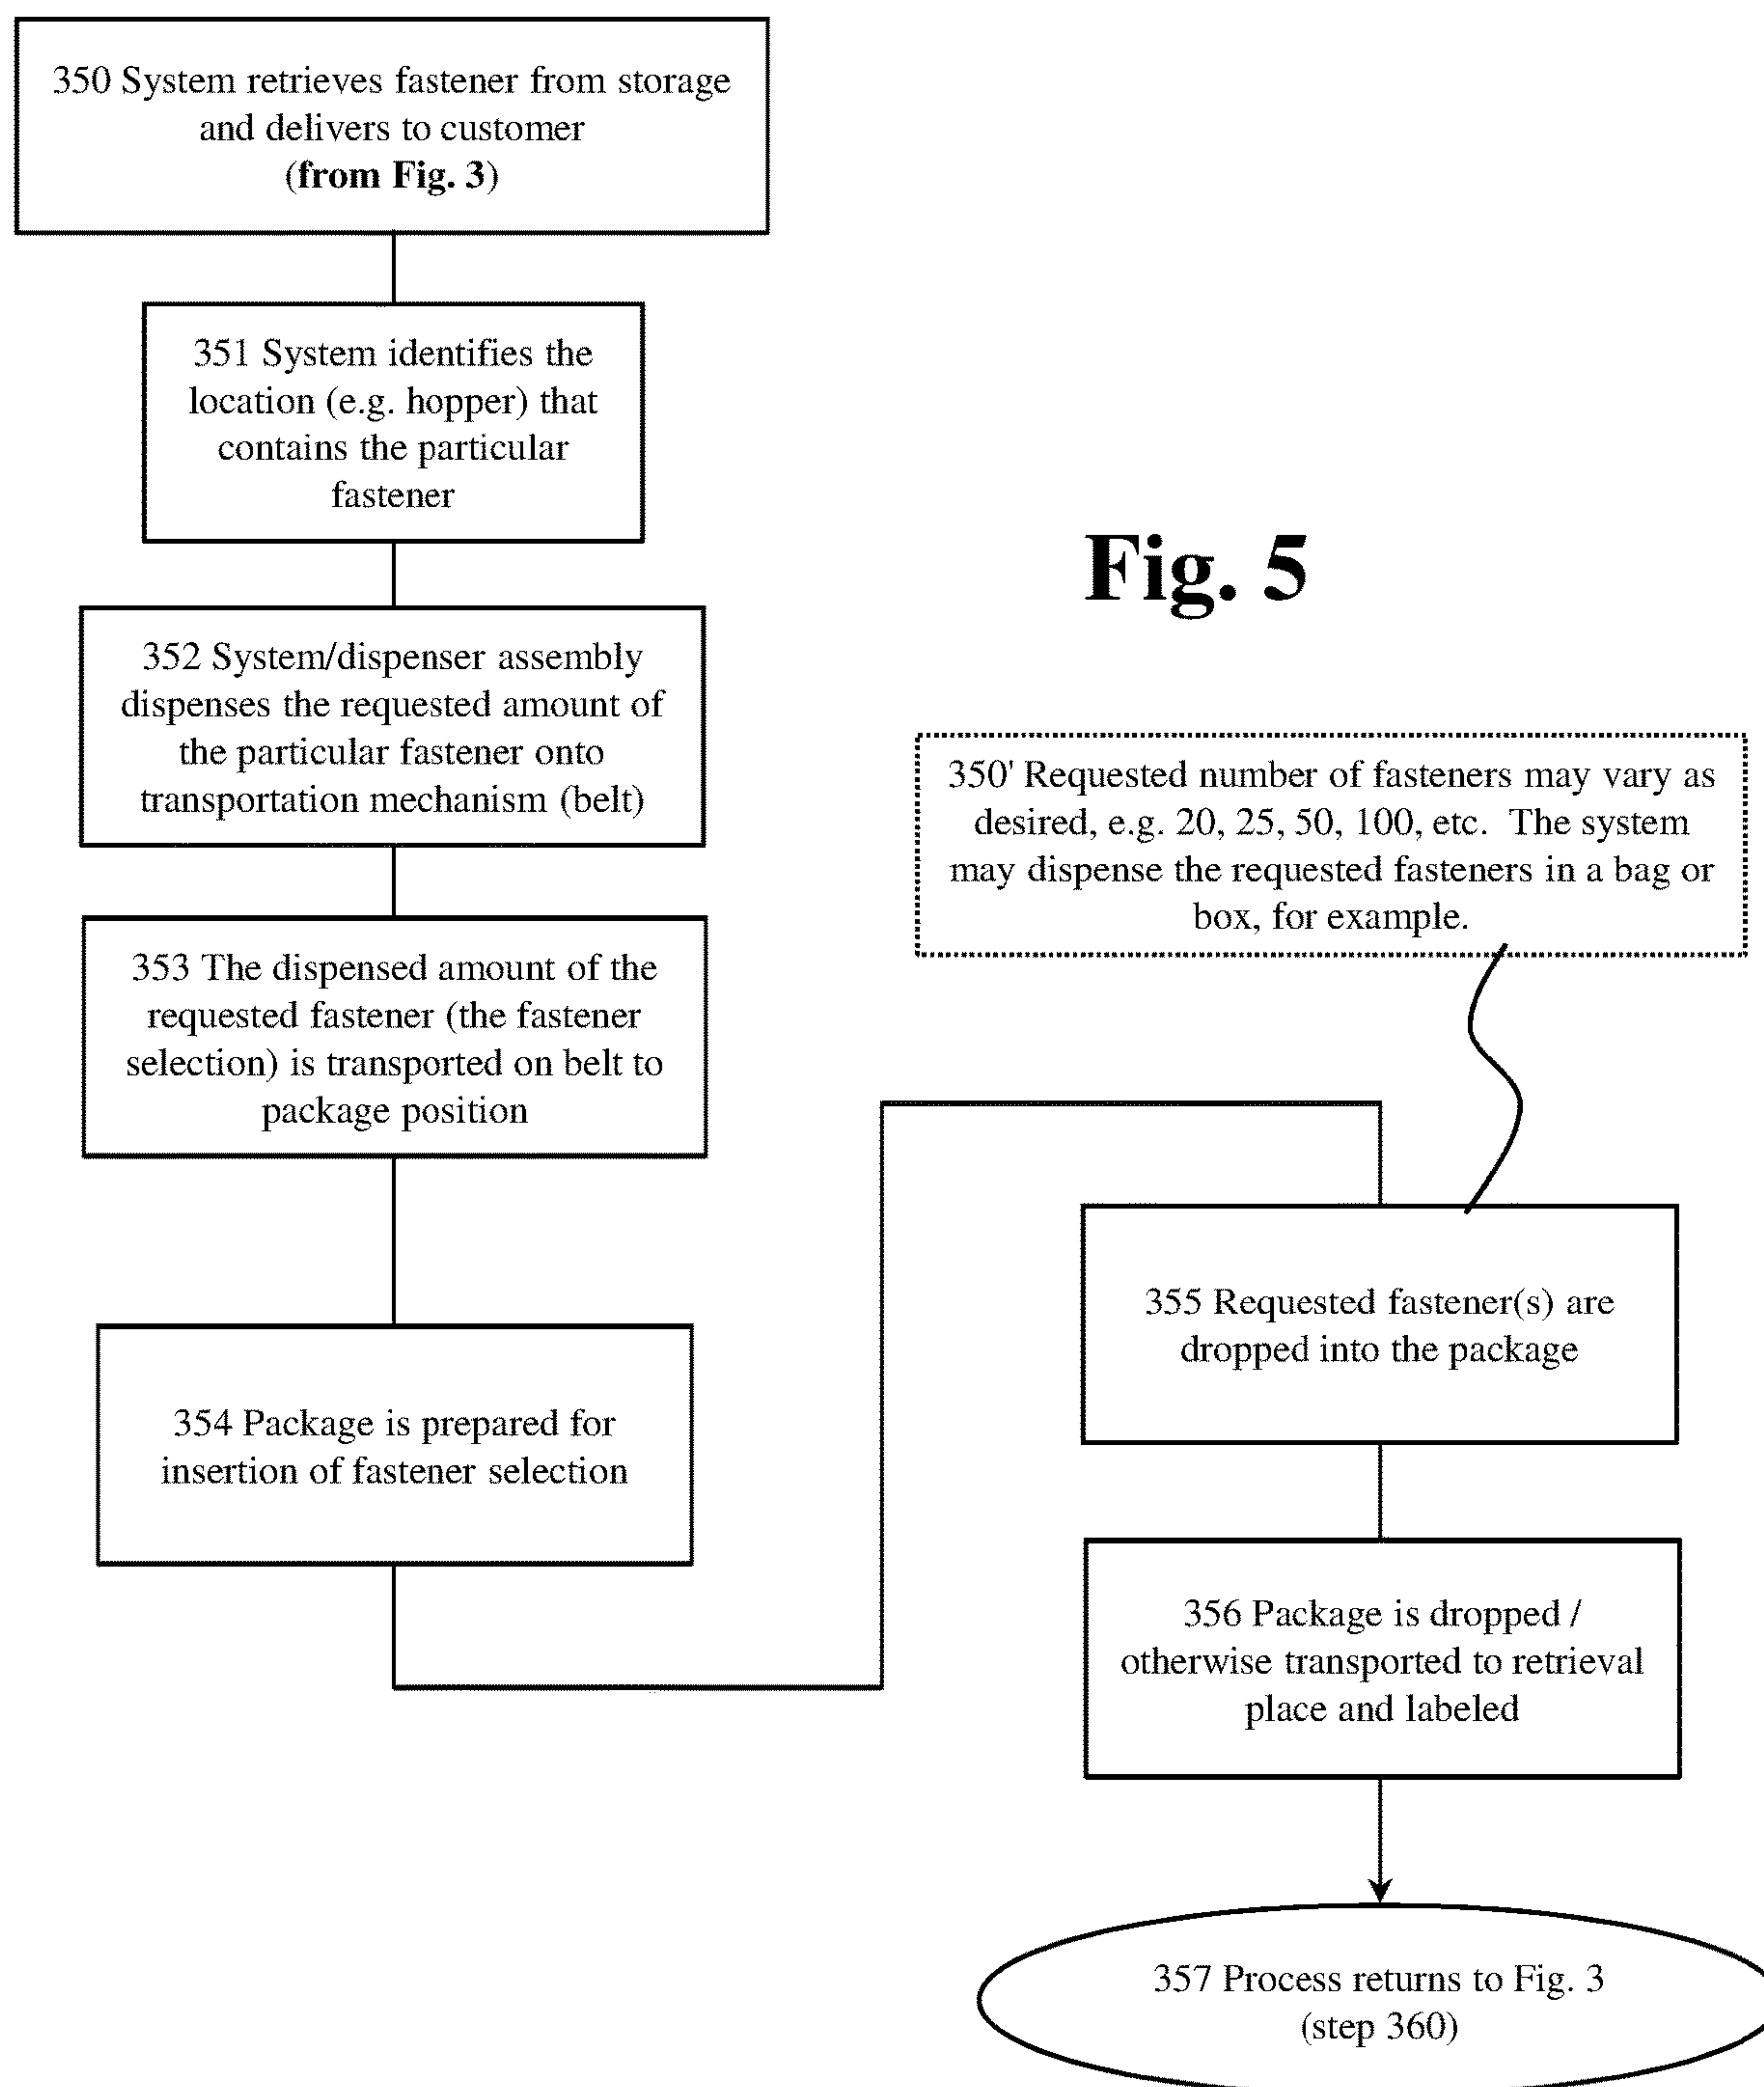 350 System retrieves fastener from storage
and delivers to customer
(from Fig. 3)
351 System identifies the
location (e.g. hopper) that
contains the particular
fastener
352 System/dispenser assembly
dispenses the requested amount of
the particular fastener onto
transportation mechanism (belt)
353 The dispensed amount of the
requested fastener (the fastener
selection) is transported on belt to
package position
354 Package is prepared for
insertion of fastener selection
Fig. 5
350' Requested number of fasteners may vary as
desired, e.g. 20, 25, 50, 100, etc.  The system
may dispense the requested fasteners in a bag or
box, for example.
355 Requested fastener(s) are
dropped into the package
356 Package is dropped /
otherwise transported to retrieval
place and labeled
357 Process returns to Fig. 3
(step 360)